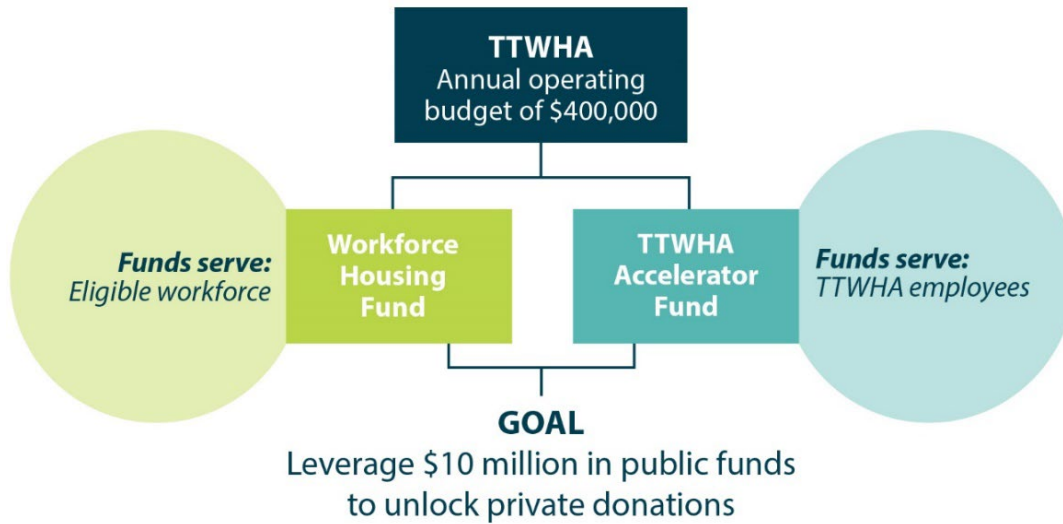 TTWHA
Annual operating
budget of $400,000
Funds serve:
Eligible workforce
Workforce
Housing
Fund
TTWHA
Accelerator
Fund
Funds serve:
TTWHA employees
GOAL
Leverage $10 million in public funds
to unlock private donations